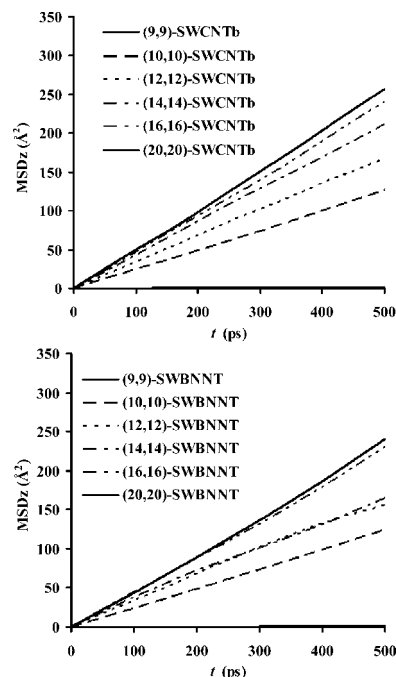 350
300
250
200
150
100
50
0
MSDz (Å²)
(9,9)-SWCNTb
(10,10)-SWCNTb
(12,12)-SWCNTb
(14,14)-SWCNTb
(16,16)-SWCNTb
(20,20)-SWCNTb
0 100 200 300 400 500
t (ps)
350
300
250
200
150
100
50
0
MSDz (Å²)
(9,9)-SWBNNT
(10,10)-SWBNNT
(12,12)-SWBNNT
(14,14)-SWBNNT
(16,16)-SWBNNT
(20,20)-SWBNNT
0 100 200 300 400 500
t (ps)